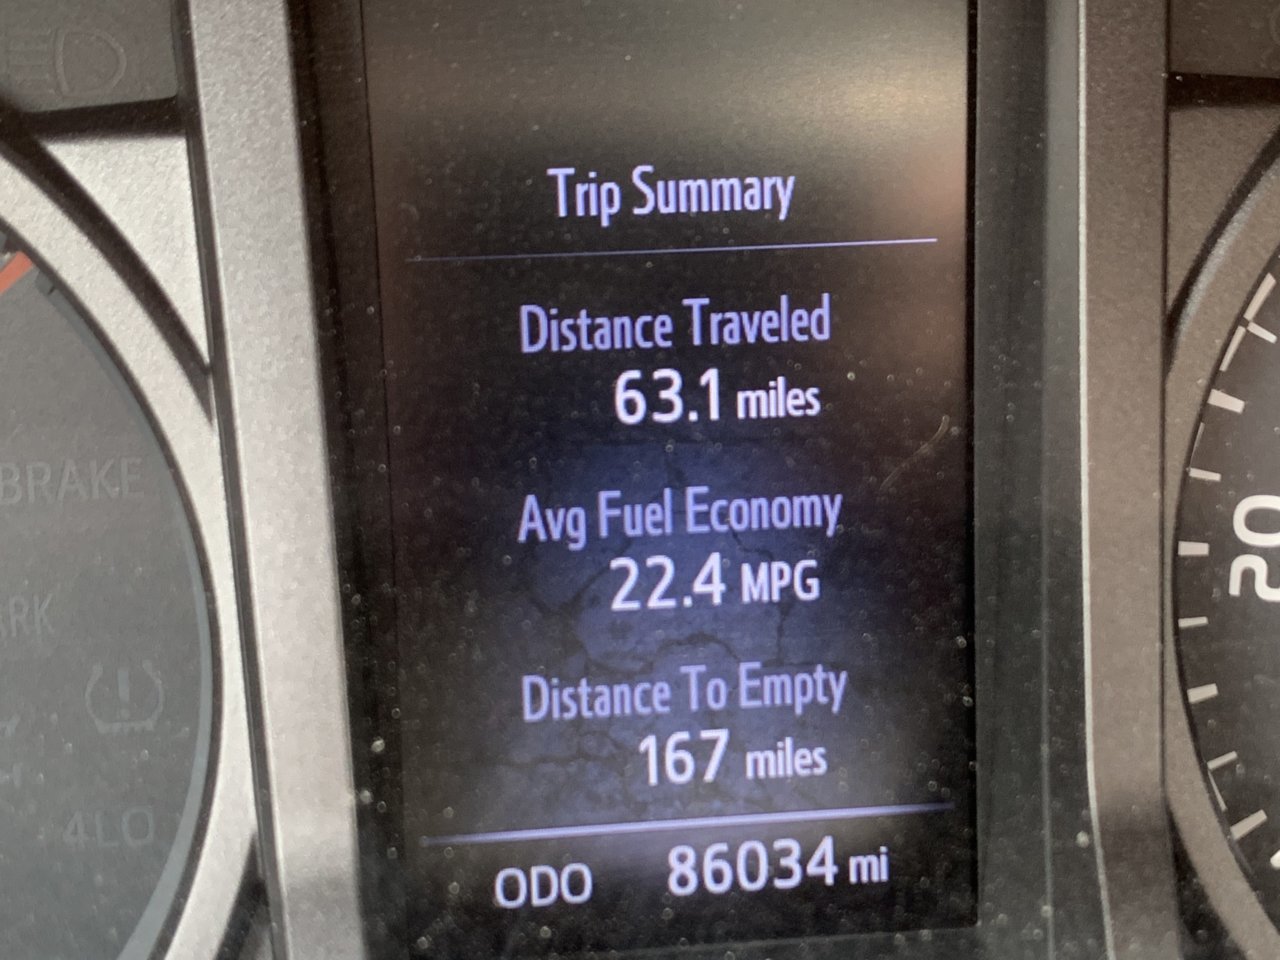 Trip Summary
Distance Traveled
63.1 miles
Avg Fuel Economy
22.4 MPG
Distance To Empty
167 miles
ODO 86034 mi
BRAKE
4LO
20